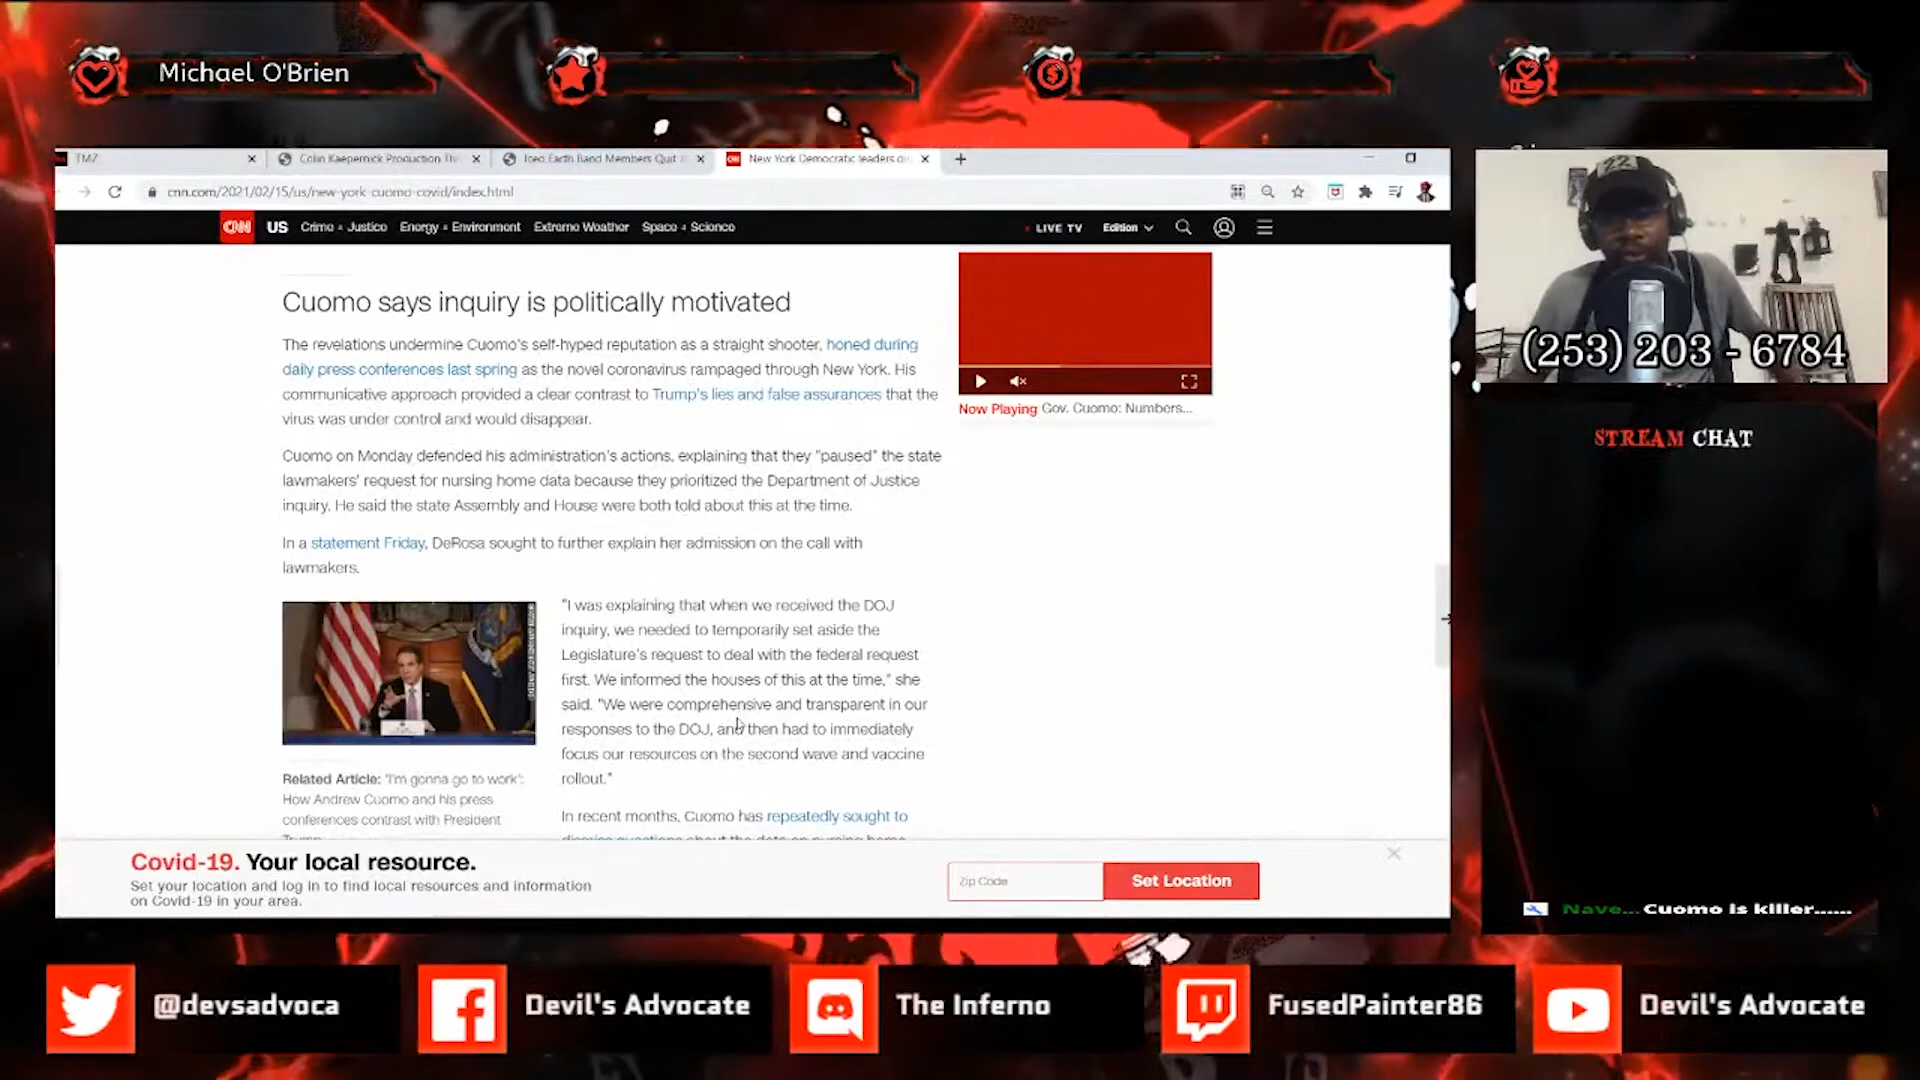 Michael O'Brien
TMZ
Colin Kaepernick Production
Iced Earth Band Members Quit
New York Democratic leaders
cnn.com/2021/02/15/us/new-york-cuomo-covid/index.html
CNN US Crime + Justice Energy + Environment Extreme Weather Space + Science
LIVE TV Edition
Cuomo says inquiry is politically motivated
The revelations undermine Cuomo's self-hyped reputation as a straight shooter, honed during
daily press conferences last spring as the novel coronavirus rampaged through New York. His
communicative approach provided a clear contrast to Trump's lies and false assurances that the
virus was under control and would disappear.
Cuomo on Monday defended his administration's actions, explaining that they "paused" the state
lawmakers' request for nursing home data because they prioritized the Department of Justice
inquiry. He said the state Assembly and House were both told about this at the time.
In a statement Friday, DeRosa sought to further explain her admission on the call with
lawmakers.
"I was explaining that when we received the DOJ
inquiry, we needed to temporarily set aside the
Legislature's request to deal with the federal request
first. We informed the houses of this at the time," she
said. "We were comprehensive and transparent in our
responses to the DOJ, and then had to immediately
focus our resources on the second wave and vaccine
rollout."
In recent months, Cuomo has repeatedly sought to
Related Article: "I'm gonna go to work":
How Andrew Cuomo and his press
conferences contrast with President
Now Playing Gov. Cuomo: Numbers...
Covid-19. Your local resource.
Set your location and log in to find local resources and information
on Covid-19 in your area.
Zip Code
Set Location
22
(253) 203 - 6784
STREAM CHAT
Nave... Cuomo is killer......
@devsadvoca
Devil's Advocate
The Inferno
FusedPainter86
Devil's Advocate